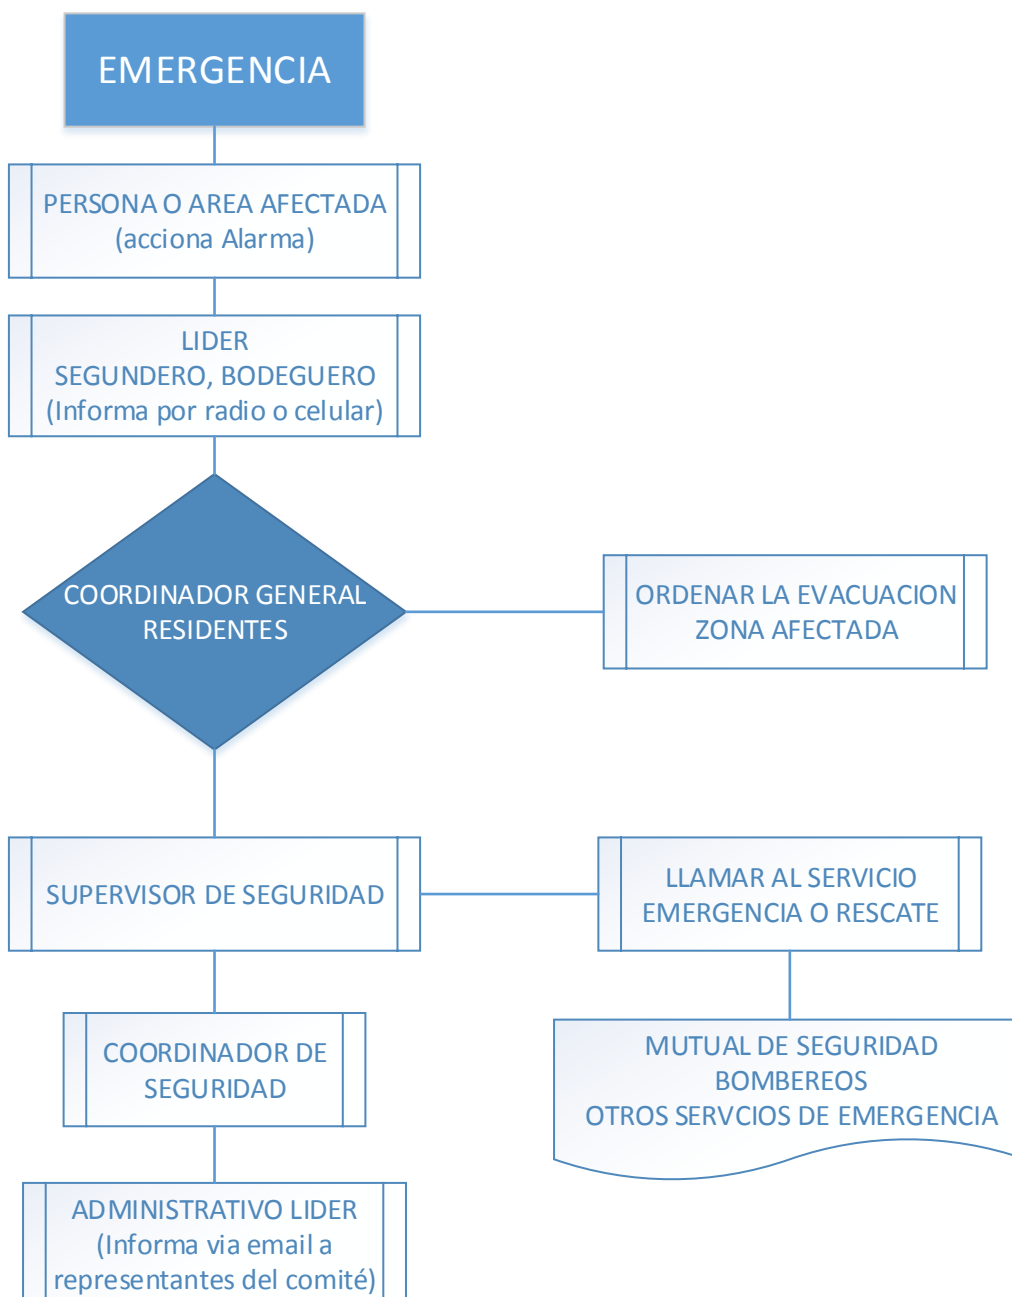 EMERGENCIA
PERSONA O AREA AFECTADA
(acciona Alarma)
LIDER
SEGUNDERO, BODEGUERO
(Informa por radio o celular)
COORDINADOR GENERAL
RESIDENTES
ORDENAR LA EVACUACION
ZONA AFECTADA
SUPERVISOR DE SEGURIDAD
LLAMAR AL SERVICIO
EMERGENCIA O RESCATE
COORDINADOR DE
SEGURIDAD
MUTUAL DE SEGURIDAD
BOMBEREOS
OTROS SERVCIOS DE EMERGENCIA
ADMINISTRATIVO LIDER
(Informa via email a
representantes del comité)